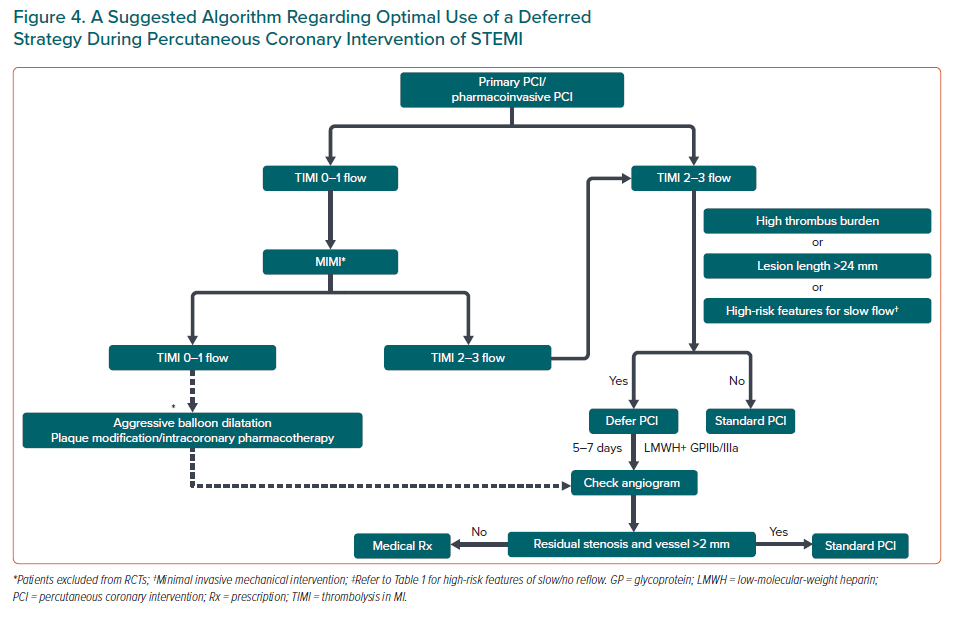 Figure 4. A Suggested Algorithm Regarding Optimal Use of a Deferred
Strategy During Percutaneous Coronary Intervention of STEMI
Primary PCI/
pharmacoinvasive PCI
TIMI 0–1 flow
TIMI 2–3 flow
High thrombus burden
or
Lesion length >24 mm
or
High-risk features for slow flow†
MIMI*
TIMI 0–1 flow
TIMI 2–3 flow
Yes
No
*
Aggressive balloon dilatation
Plaque modification/intracoronary pharmacotherapy
Defer PCI
Standard PCI
5–7 days
LMWH+ GPIIb/IIIa
Check angiogram
No
Yes
Medical Rx
Residual stenosis and vessel >2 mm
Standard PCI
*Patients excluded from RCTs; †Minimal invasive mechanical intervention; ‡Refer to Table 1 for high-risk features of slow/no reflow. GP = glycoprotein; LMWH = low-molecular-weight heparin;
PCI = percutaneous coronary intervention; Rx = prescription; TIMI = thrombolysis in MI.